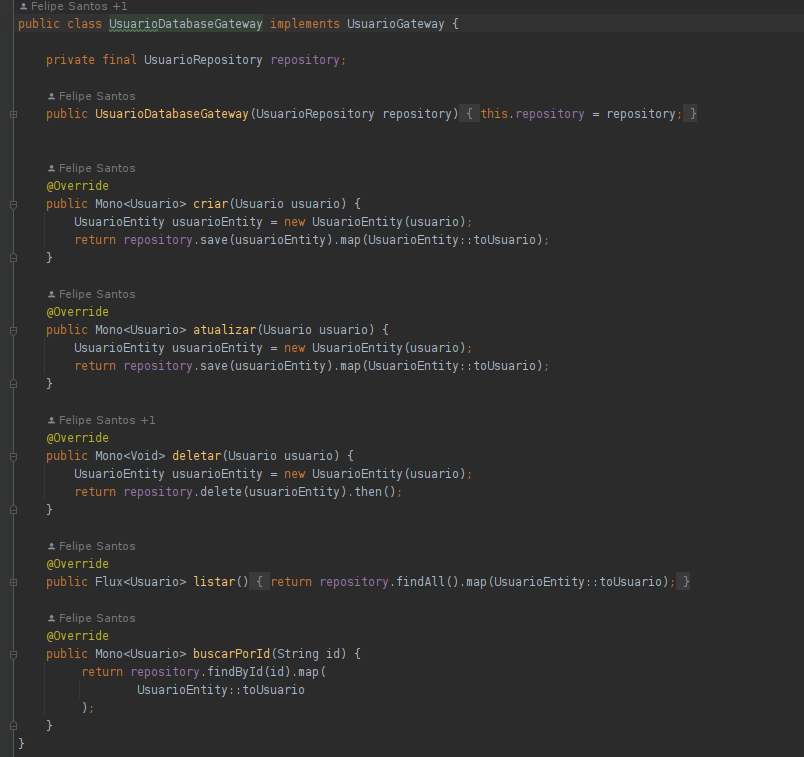 Felipe Santos +1
public class UsuarioDatabaseGateway implements UsuarioGateway {
private final UsuarioRepository repository;
Felipe Santos
public UsuarioDatabaseGateway(UsuarioRepository repository) { this.repository = repository; }
Felipe Santos
@Override
public Mono<Usuario> criar(Usuario usuario) {
UsuarioEntity usuarioEntity = new UsuarioEntity(usuario);
return repository.save(usuarioEntity).map(UsuarioEntity::toUsuario);
}
Felipe Santos
@Override
public Mono<Usuario> atualizar(Usuario usuario) {
UsuarioEntity usuarioEntity = new UsuarioEntity(usuario);
return repository.save(usuarioEntity).map(UsuarioEntity::toUsuario);
}
Felipe Santos +1
@Override
public Mono<Void> deletar(Usuario usuario) {
UsuarioEntity usuarioEntity = new UsuarioEntity(usuario);
return repository.delete(usuarioEntity).then();
}
Felipe Santos
@Override
public Flux<Usuario> listar() { return repository.findAll().map(UsuarioEntity::toUsuario); }
Felipe Santos
@Override
public Mono<Usuario> buscarPorId(String id) {
return repository.findById(id).map(
UsuarioEntity::toUsuario
);
}
}